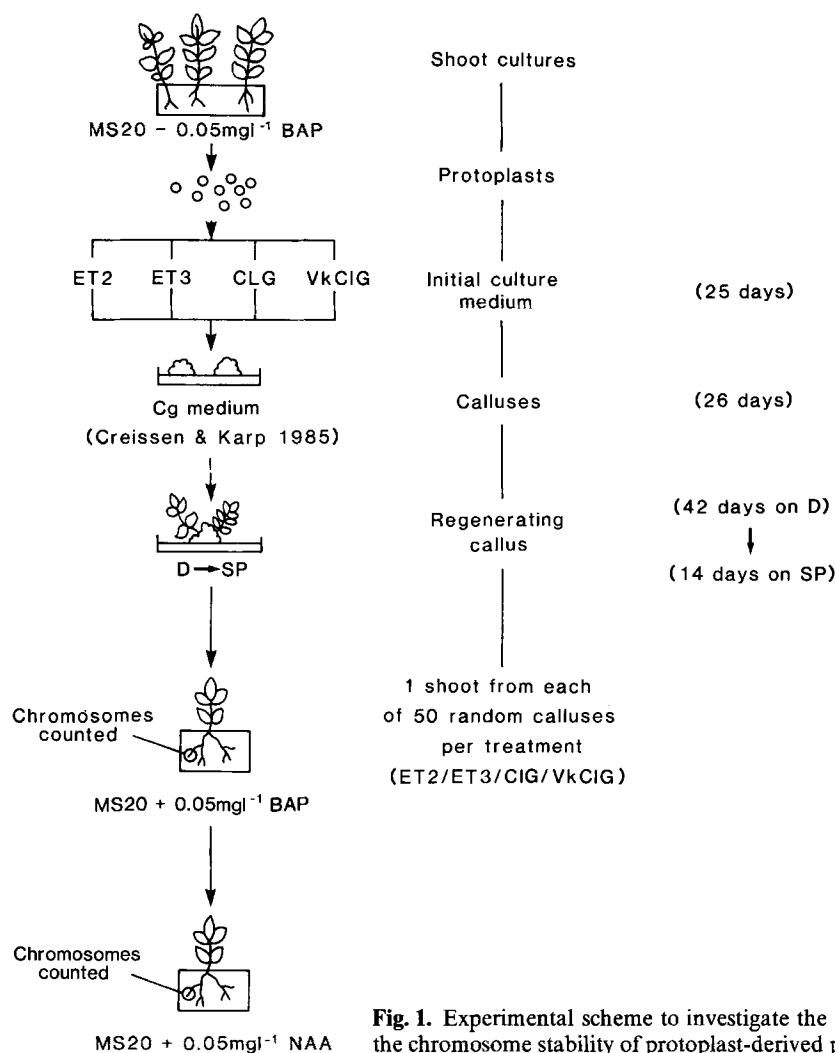 Shoot cultures
MS20 – 0.05mgl⁻¹ BAP
Protoplasts
ET2 ET3 CLG VkClG
Initial culture
medium
(25 days)
Cg medium
(Creissen & Karp 1985)
Calluses
(26 days)
D→SP
Regenerating
callus
(42 days on D)
(14 days on SP)
1 shoot from each
of 50 random calluses
per treatment
(ET2/ET3/ClG/VkClG)
Chromosomes
counted
MS20 + 0.05mgl⁻¹ BAP
Chromosomes
counted
MS20 + 0.05mgl⁻¹ NAA
Fig. 1. Experimental scheme to investigate the
the chromosome stability of protoplast-derived